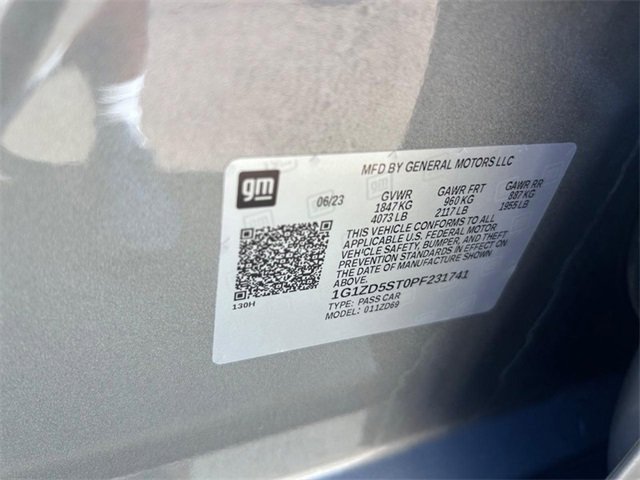 MFD BY GENERAL MOTORS LLC
gm
06/23 GVWR GAWR FRT GAWR RR
1847 KG 960 KG 887 KG
4073 LB 2117 LB 1955 LB
THIS VEHICLE CONFORMS TO ALL
APPLICABLE U.S. FEDERAL MOTOR
VEHICLE SAFETY, BUMPER, AND THEFT
PREVENTION STANDARDS IN EFFECT ON
THE DATE OF MANUFACTURE SHOWN
ABOVE.
1G1ZD5ST0PF231741
TYPE: PASS CAR
MODEL: 011ZD69
130H